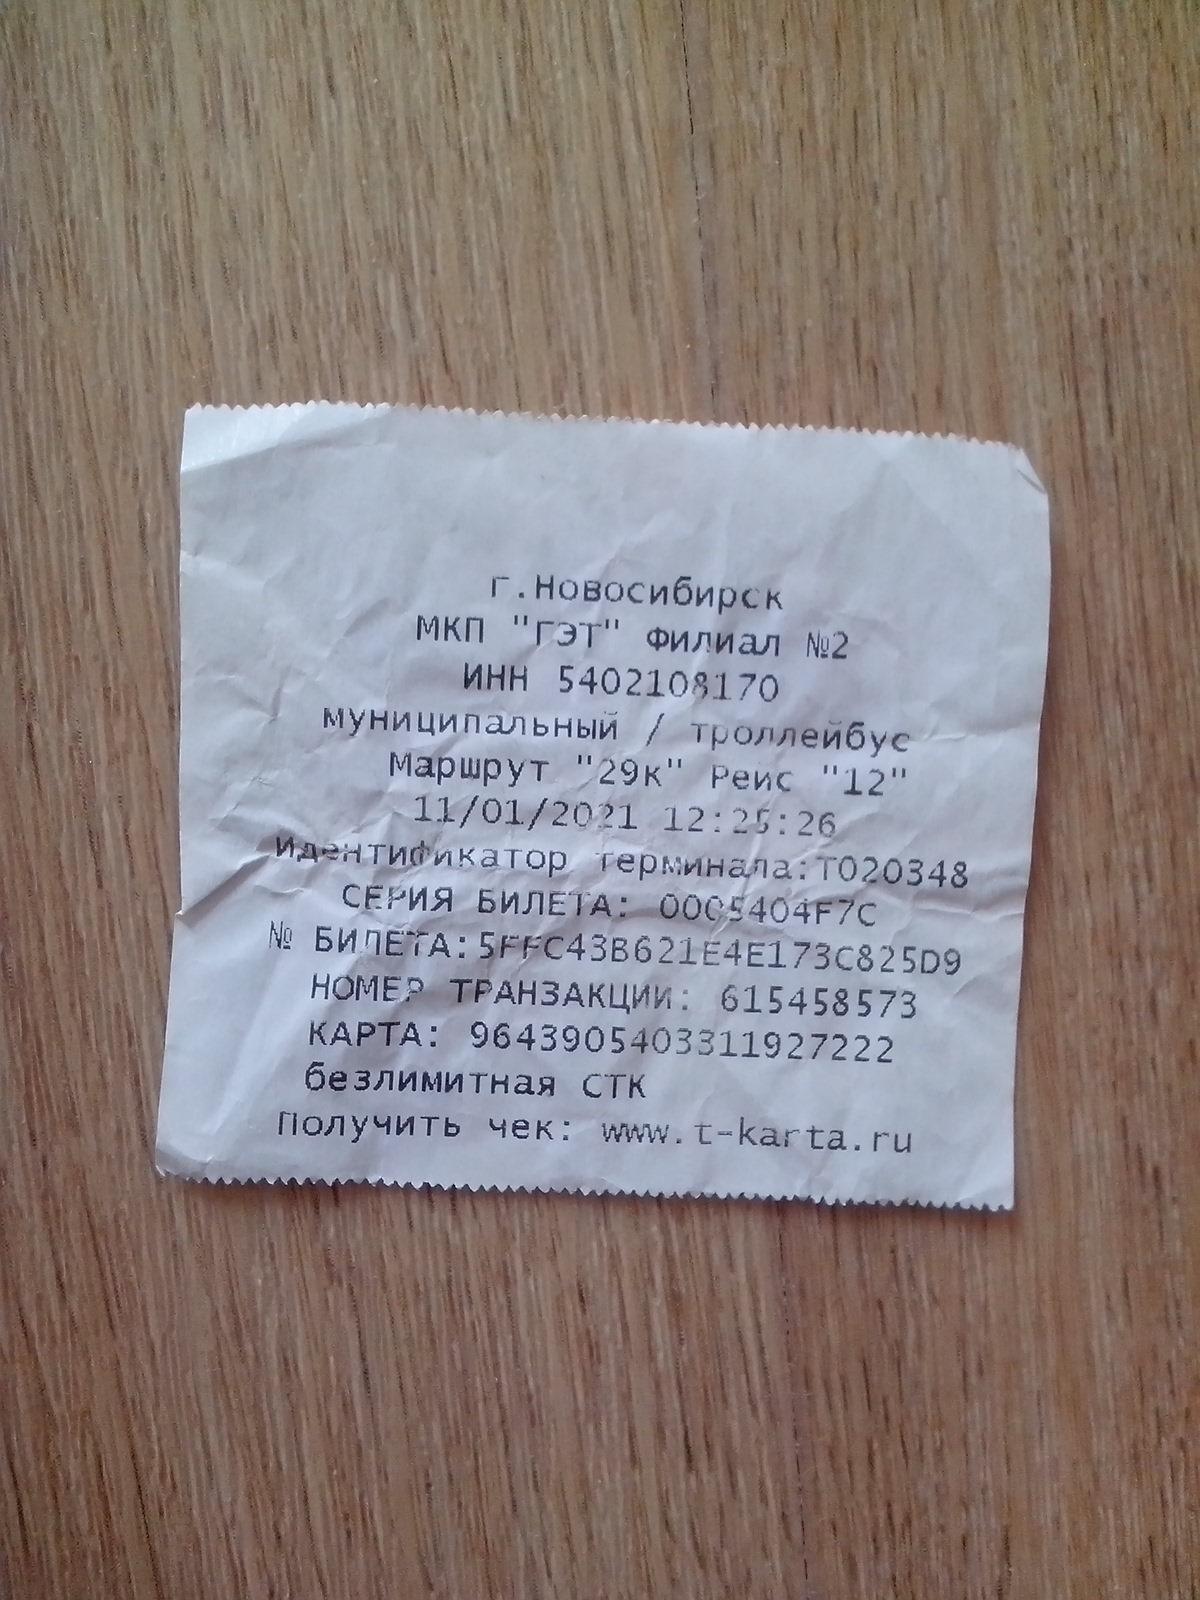 г.Новосибирск
МКП "ГЭТ" Филиал №2
ИНН 5402108170
муниципальный / троллейбус
Маршрут "29к" Рейс "12"
11/01/2021 12:25:26
идентификатор терминала:T020348
СЕРИЯ БИЛЕТА: 0005404F7C
№ БИЛЕТА:5FFC43B621E4E173C825D9
НОМЕР ТРАНЗАКЦИИ: 615458573
КАРТА: 9643905403311927222
безлимитная СТК
Получить чек: www.t-karta.ru